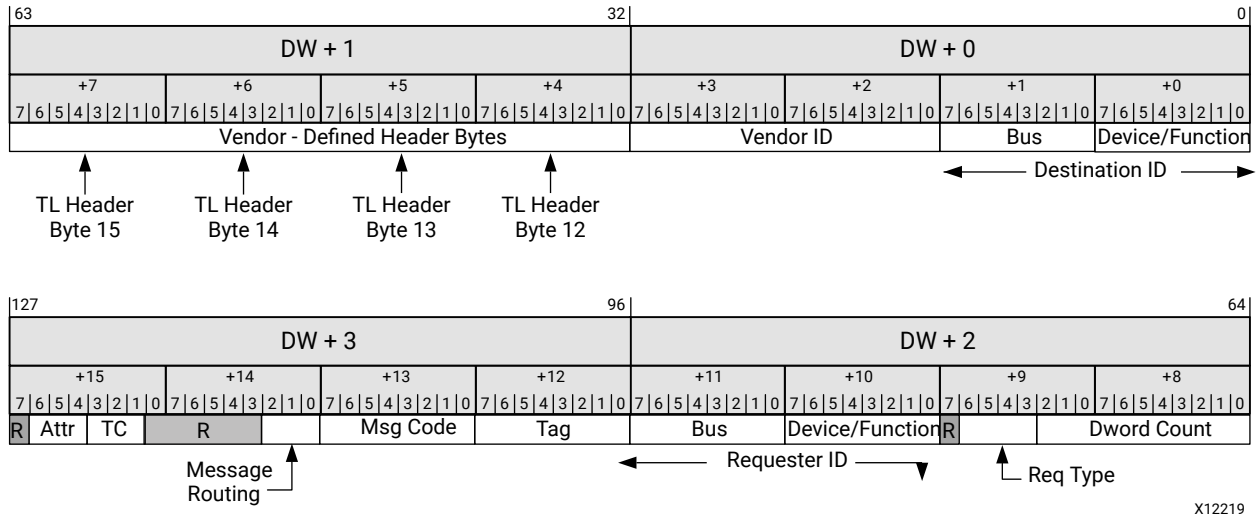 63 32 0
DW + 1 DW + 0
+7 +6 +5 +4 +3 +2 +1 +0
7 6 5 4 3 2 1 0 7 6 5 4 3 2 1 0 7 6 5 4 3 2 1 0 7 6 5 4 3 2 1 0 7 6 5 4 3 2 1 0 7 6 5 4 3 2 1 0 7 6 5 4 3 2 1 0 7 6 5 4 3 2 1 0
Vendor - Defined Header Bytes Vendor ID Bus Device/Function
Destination ID
TL Header TL Header TL Header TL Header
Byte 15 Byte 14 Byte 13 Byte 12
127 96 64
DW + 3 DW + 2
+15 +14 +13 +12 +11 +10 +9 +8
7 6 5 4 3 2 1 0 7 6 5 4 3 2 1 0 7 6 5 4 3 2 1 0 7 6 5 4 3 2 1 0 7 6 5 4 3 2 1 0 7 6 5 4 3 2 1 0 7 6 5 4 3 2 1 0 7 6 5 4 3 2 1 0
R Attr TC R Msg Code Tag Bus Device/Function R Dword Count
Message Requester ID Req Type
Routing
X12219